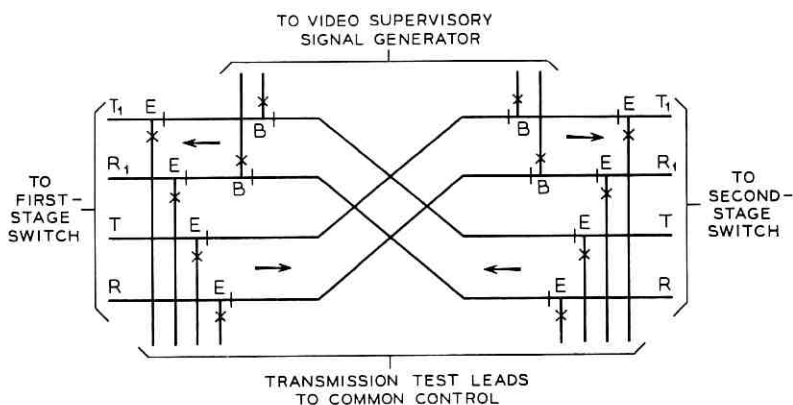 TO VIDEO SUPERVISORY
SIGNAL GENERATOR
T1 E B B E T1
R1 E B B E R1
TO
FIRST-
STAGE
SWITCH
TO
SECOND-
STAGE
SWITCH
T E E T
R E E R
TRANSMISSION TEST LEADS
TO COMMON CONTROL